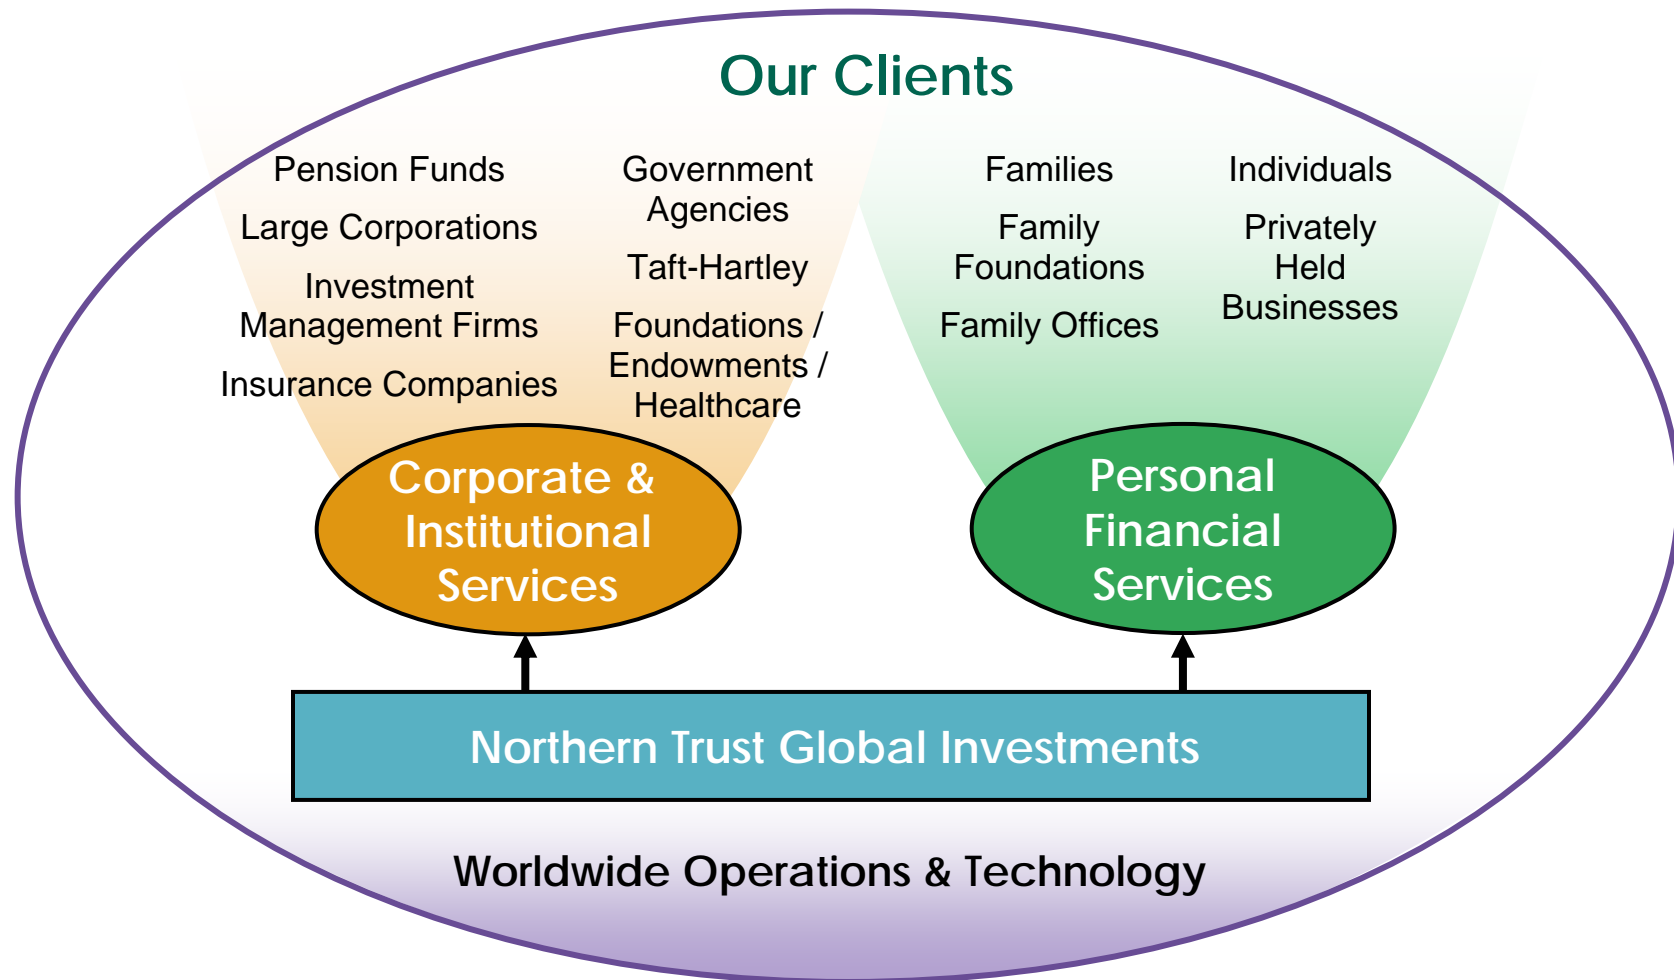 Our Clients
Pension Funds
Large Corporations
Investment
Management Firms
Insurance Companies
Government
Agencies
Taft-Hartley
Foundations /
Endowments /
Healthcare
Families
Family
Foundations
Family Offices
Individuals
Privately
Held
Businesses
Corporate &
Institutional
Services
Personal
Financial
Services
Northern Trust Global Investments
Worldwide Operations & Technology